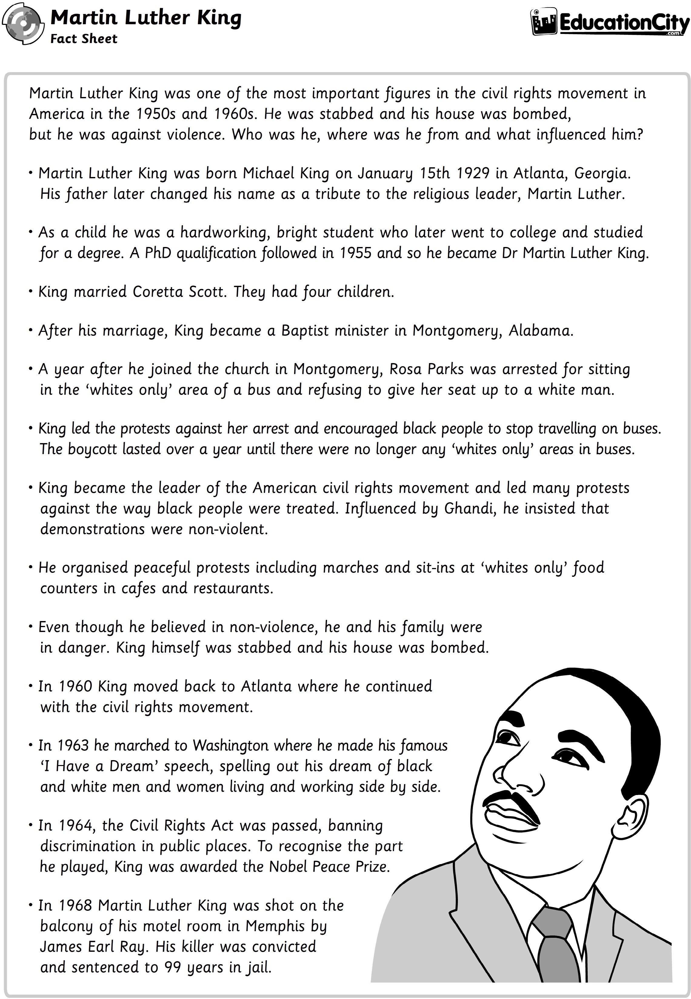 Martin Luther King
Fact Sheet
EducationCity
.com
Martin Luther King was one of the most important figures in the civil rights movement in
America in the 1950s and 1960s. He was stabbed and his house was bombed,
but he was against violence. Who was he, where was he from and what influenced him?
• Martin Luther King was born Michael King on January 15th 1929 in Atlanta, Georgia.
His father later changed his name as a tribute to the religious leader, Martin Luther.
• As a child he was a hardworking, bright student who later went to college and studied
for a degree. A PhD qualification followed in 1955 and so he became Dr Martin Luther King.
• King married Coretta Scott. They had four children.
• After his marriage, King became a Baptist minister in Montgomery, Alabama.
• A year after he joined the church in Montgomery, Rosa Parks was arrested for sitting
in the ‘whites only’ area of a bus and refusing to give her seat up to a white man.
• King led the protests against her arrest and encouraged black people to stop travelling on buses.
The boycott lasted over a year until there were no longer any ‘whites only’ areas in buses.
• King became the leader of the American civil rights movement and led many protests
against the way black people were treated. Influenced by Ghandi, he insisted that
demonstrations were non-violent.
• He organised peaceful protests including marches and sit-ins at ‘whites only’ food
counters in cafes and restaurants.
• Even though he believed in non-violence, he and his family were
in danger. King himself was stabbed and his house was bombed.
• In 1960 King moved back to Atlanta where he continued
with the civil rights movement.
• In 1963 he marched to Washington where he made his famous
‘I Have a Dream’ speech, spelling out his dream of black
and white men and women living and working side by side.
• In 1964, the Civil Rights Act was passed, banning
discrimination in public places. To recognise the part
he played, King was awarded the Nobel Peace Prize.
• In 1968 Martin Luther King was shot on the
balcony of his motel room in Memphis by
James Earl Ray. His killer was convicted
and sentenced to 99 years in jail.